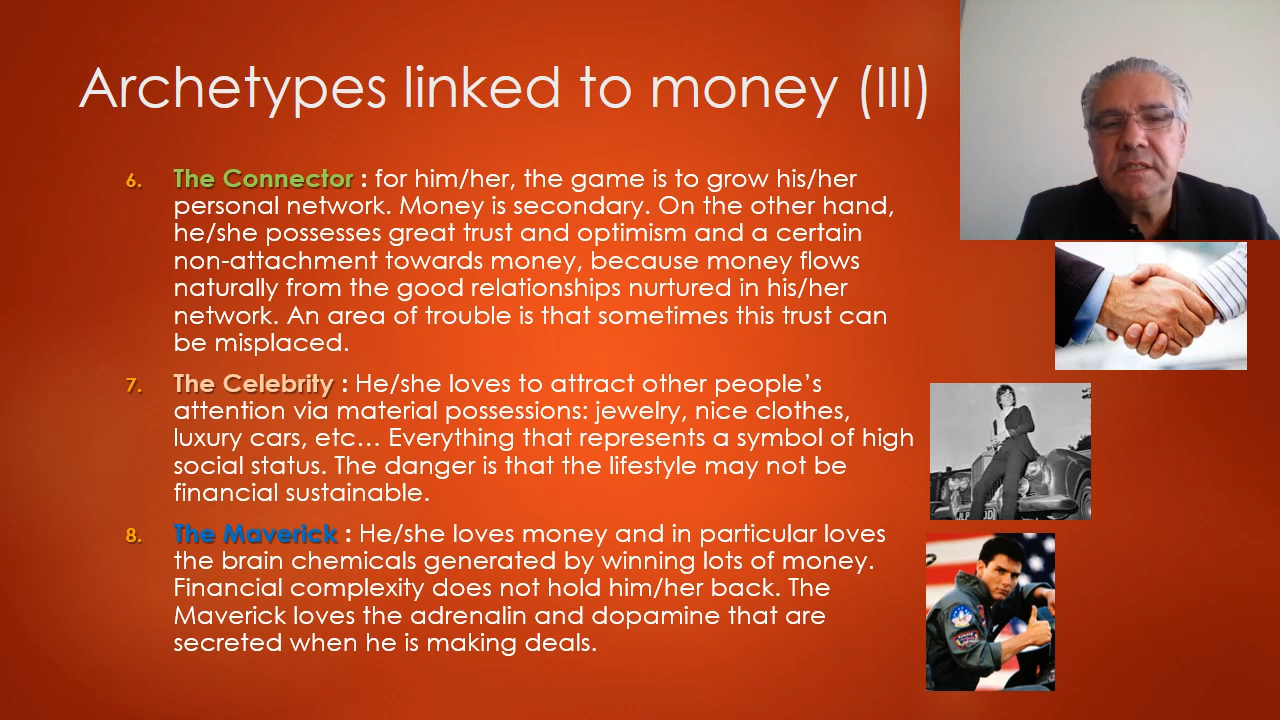 Archetypes linked to money (III)
6. The Connector : for him/her, the game is to grow his/her
personal network. Money is secondary. On the other hand,
he/she possesses great trust and optimism and a certain
non-attachment towards money, because money flows
naturally from the good relationships nurtured in his/her
network. An area of trouble is that sometimes this trust can
be misplaced.
7. The Celebrity : He/she loves to attract other people’s
attention via material possessions: jewelry, nice clothes,
luxury cars, etc… Everything that represents a symbol of high
social status. The danger is that the lifestyle may not be
financial sustainable.
8. The Maverick : He/she loves money and in particular loves
the brain chemicals generated by winning lots of money.
Financial complexity does not hold him/her back. The
Maverick loves the adrenalin and dopamine that are
secreted when he is making deals.